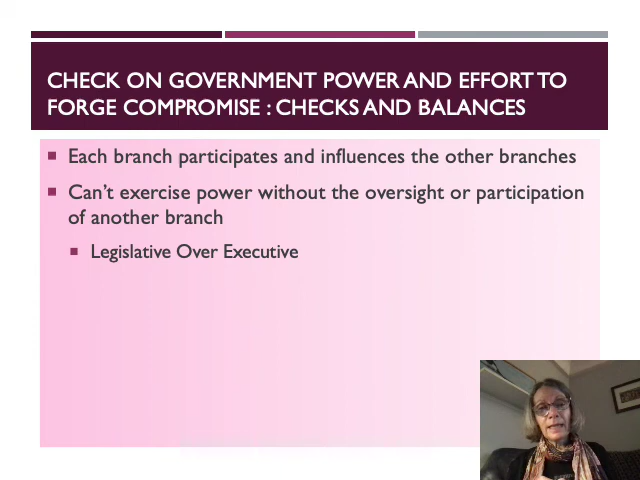 CHECK ON GOVERNMENT POWER AND EFFORT TO
FORGE COMPROMISE : CHECKS AND BALANCES
Each branch participates and influences the other branches
Can't exercise power without the oversight or participation
of another branch
Legislative Over Executive